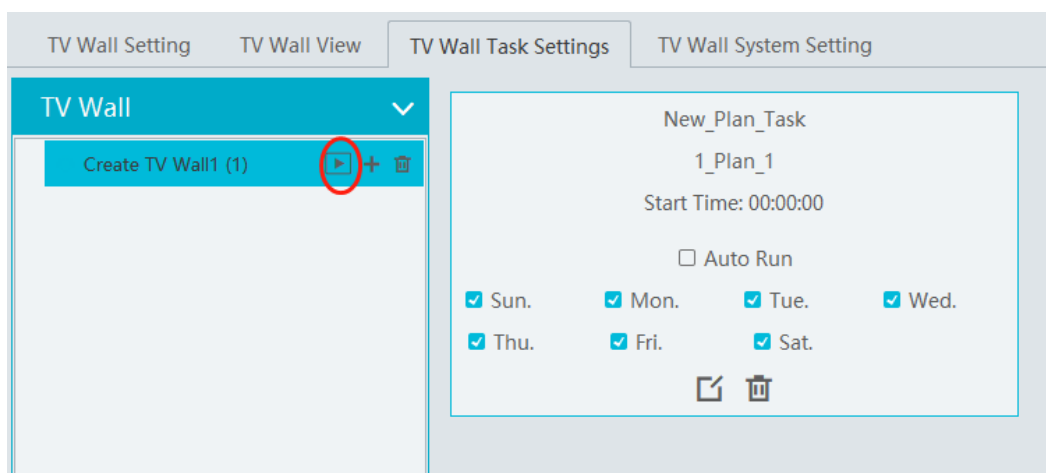 TV Wall Setting TV Wall View TV Wall Task Settings TV Wall System Setting
TV Wall
Create TV Wall1 (1)
New_Plan_Task
1_Plan_1
Start Time: 00:00:00
Auto Run
Sun. Mon. Tue. Wed.
Thu. Fri. Sat.